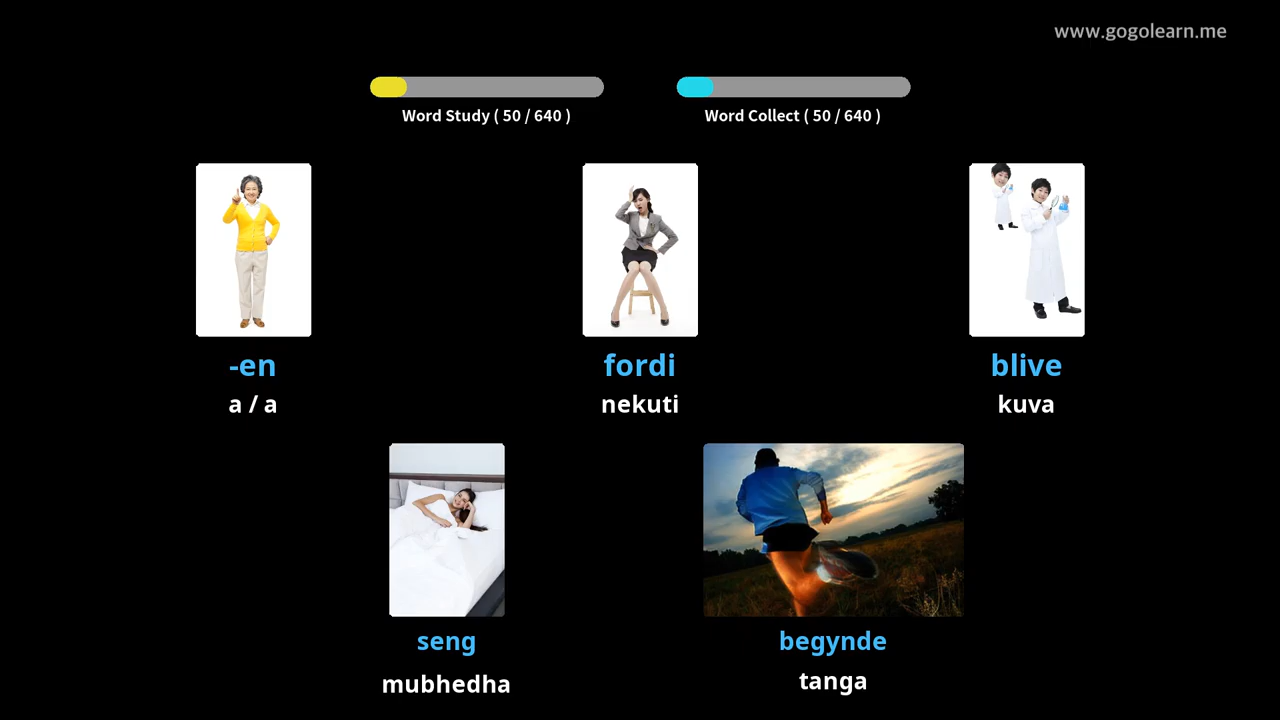 www.gogolearn.me
Word Study ( 50 / 640 )
Word Collect ( 50 / 640 )
-en
a / a
fordi
nekuti
blive
kuva
seng
mubhedha
begynde
tanga